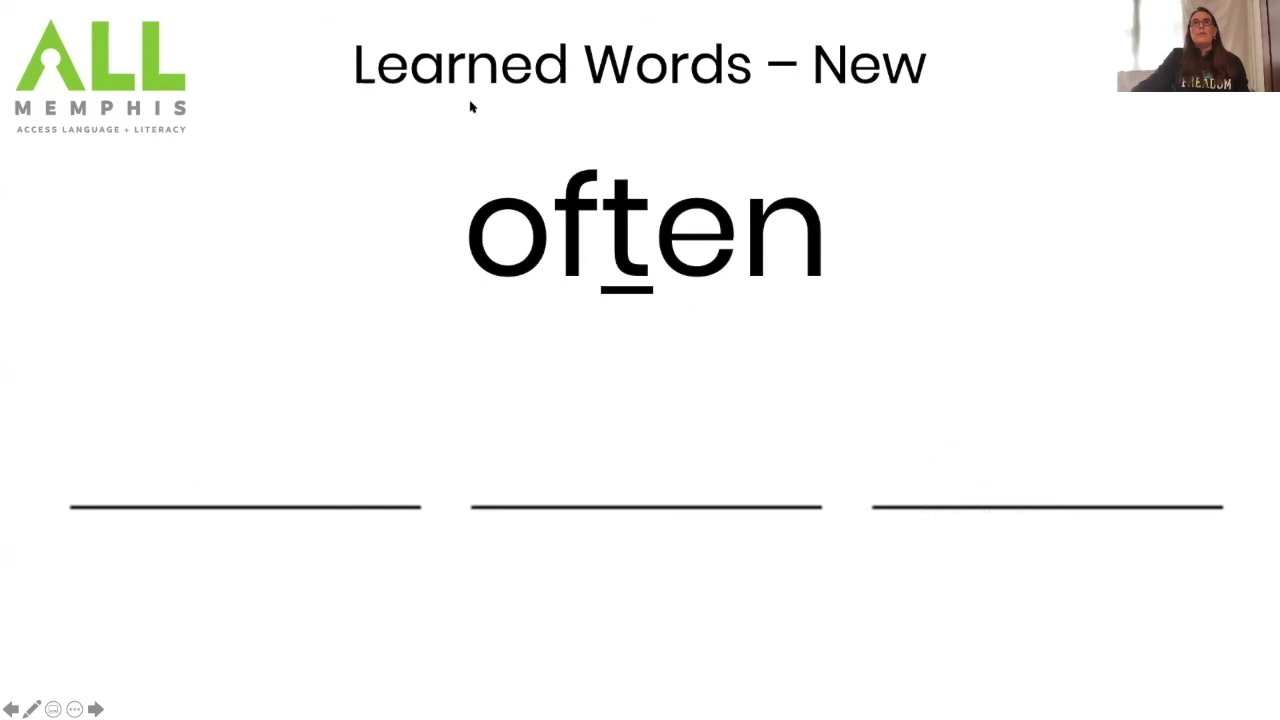 ALL
MEMPHIS
ACCESS LANGUAGE + LITERACY
Learned Words – New
often